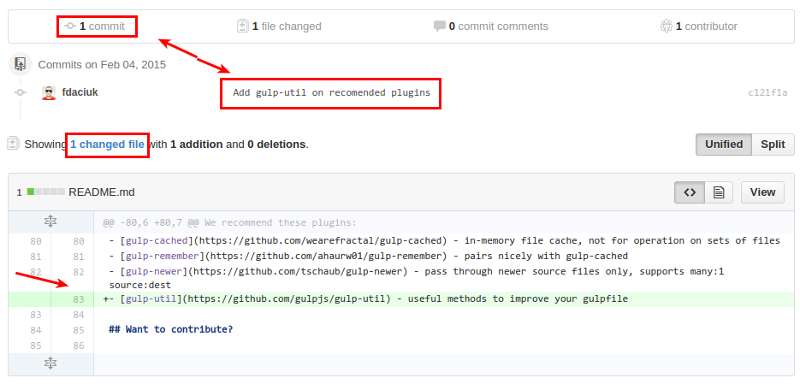 1 commit 1 file changed 0 commit comments 1 contributor
Commits on Feb 04, 2015
fdaciuk Add gulp-util on recomended plugins c121f1a
Showing 1 changed file with 1 addition and 0 deletions. Unified Split
1 README.md View
@@ -80,6 +80,7 @@ We recommend these plugins:
80 80 - [gulp-cached](https://github.com/wearefractal/gulp-cached) - in-memory file cache, not for operation on sets of files
81 81 - [gulp-remember](https://github.com/ahaurw01/gulp-remember) - pairs nicely with gulp-cached
82 82 - [gulp-newer](https://github.com/tschaub/gulp-newer) - pass through newer source files only, supports many:1
source:dest
83 +- [gulp-util](https://github.com/gulpjs/gulp-util) - useful methods to improve your gulpfile
83 84
84 85 ## Want to contribute?
85 86